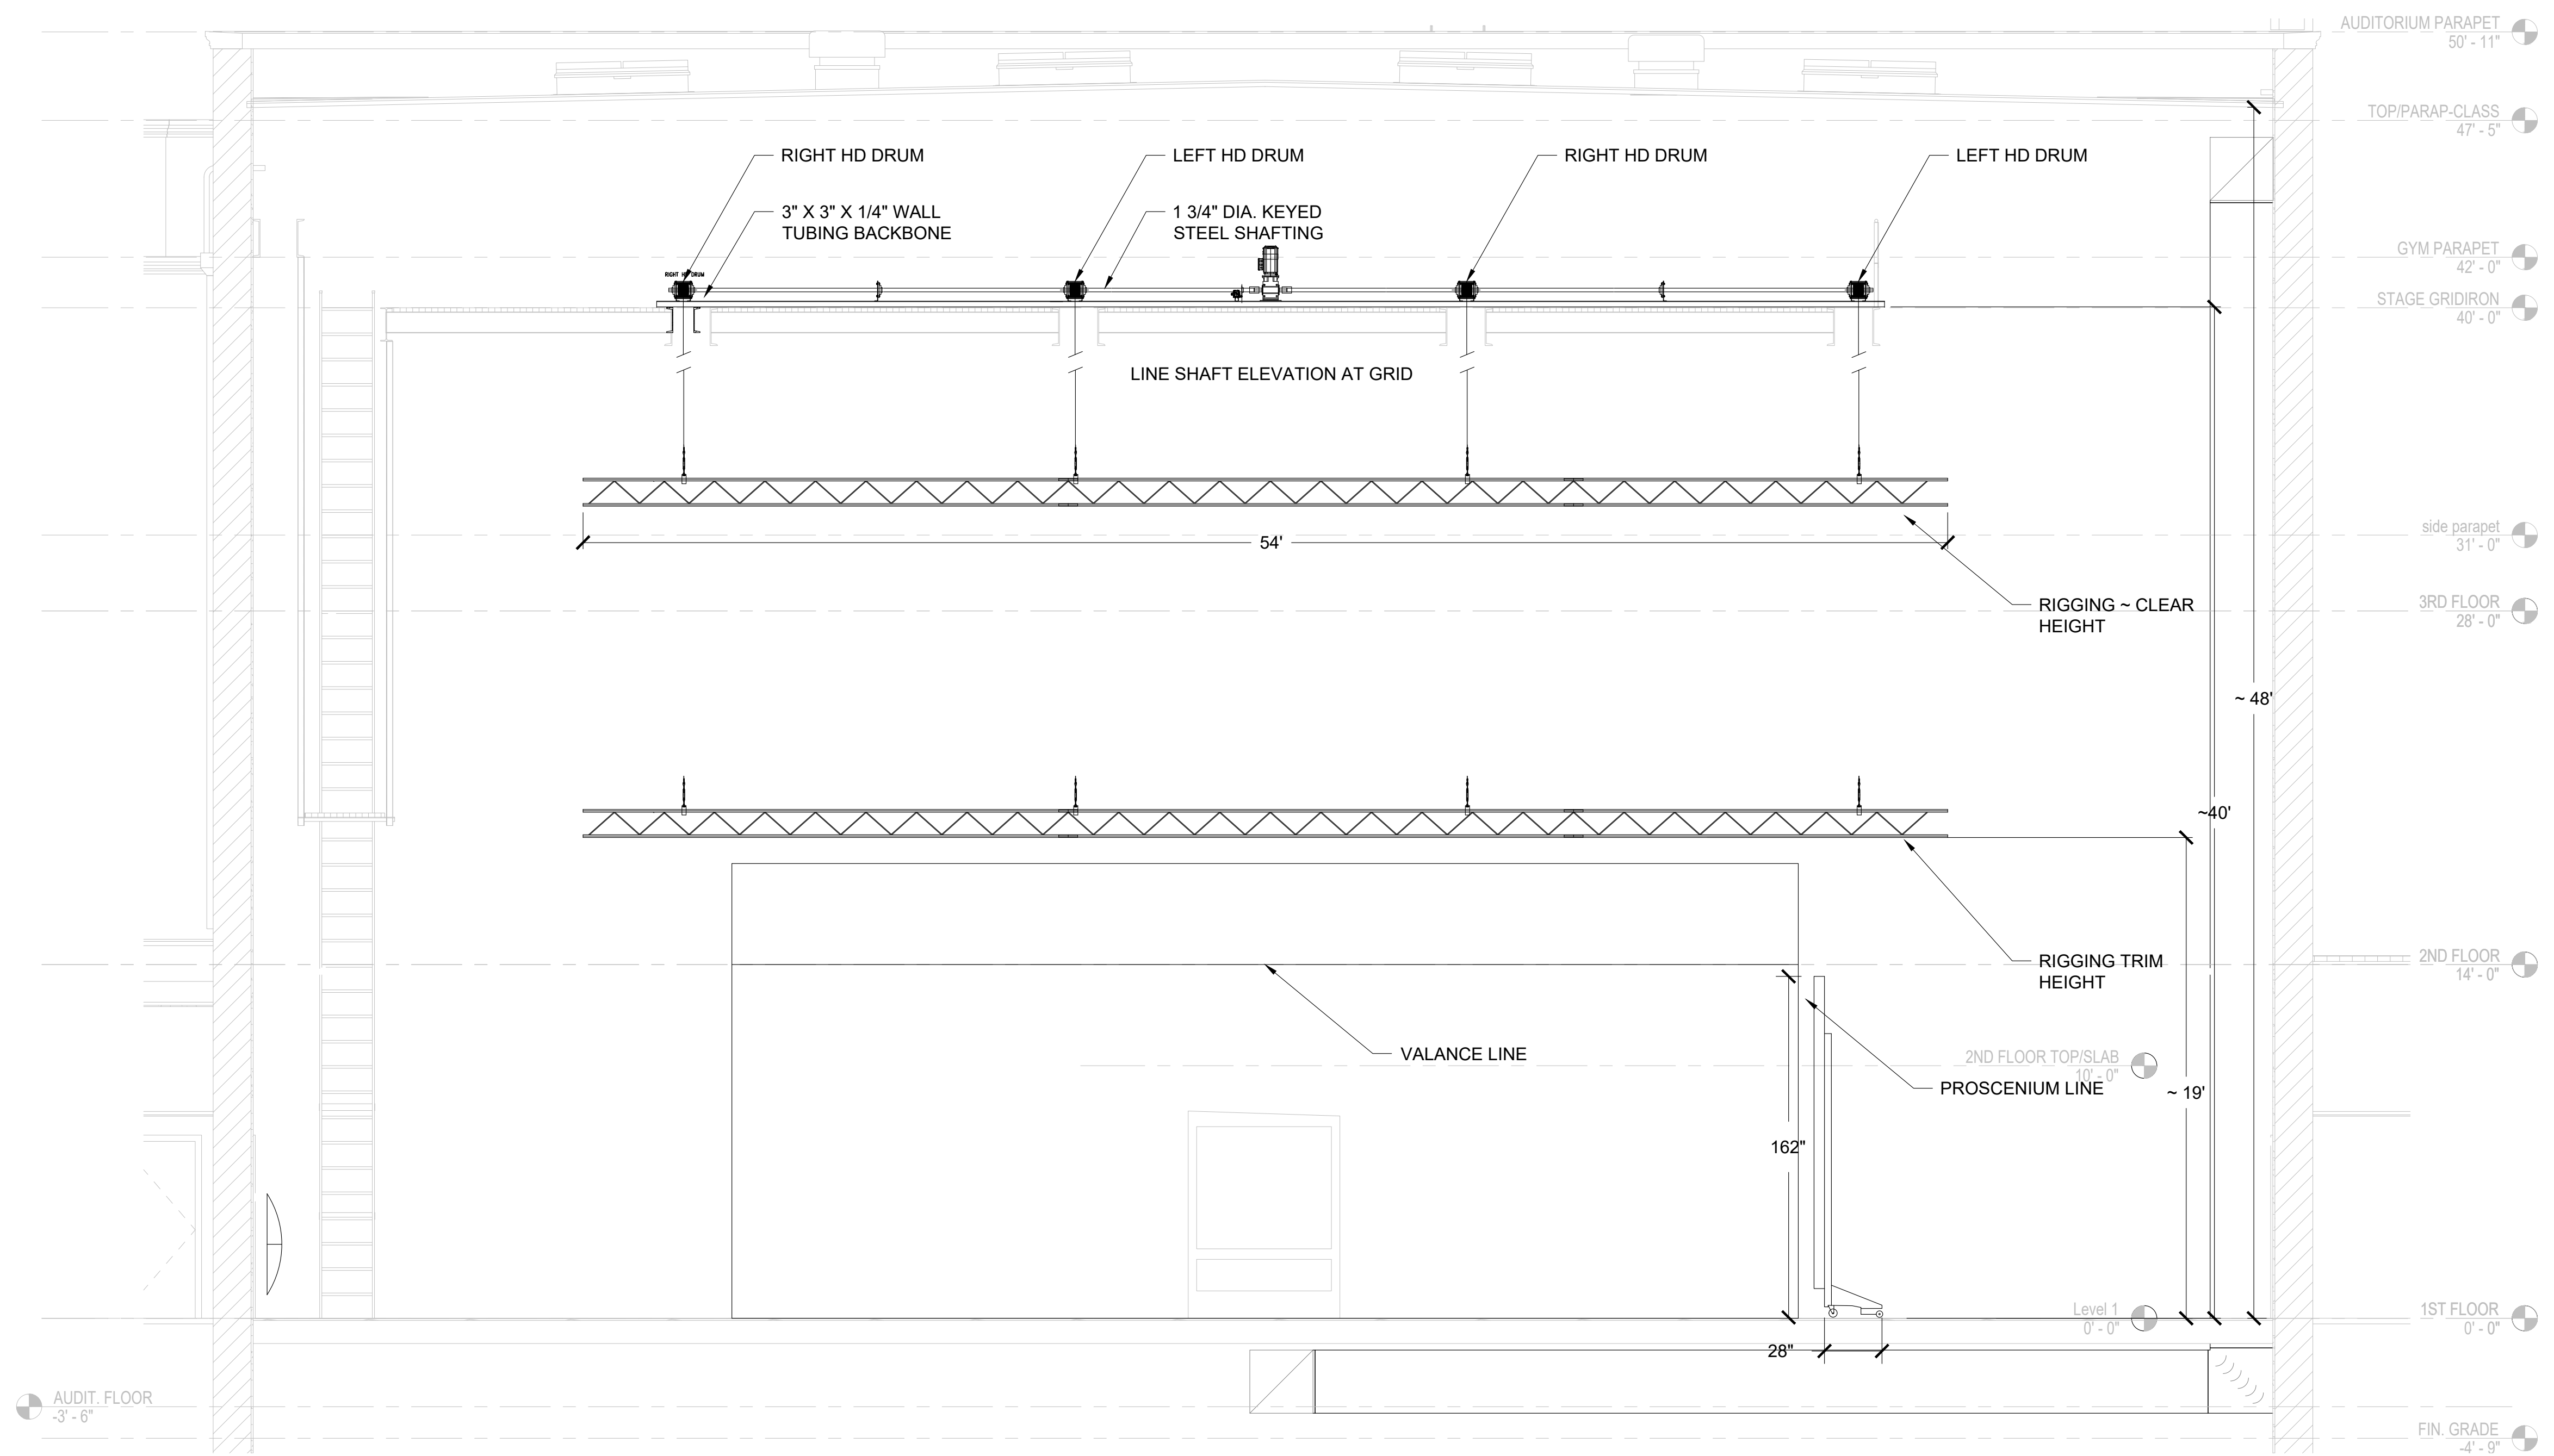 AUDITORIUM PARAPET
50' - 11"
TOP/PARAP-CLASS
47' - 5"
RIGHT HD DRUM
LEFT HD DRUM
RIGHT HD DRUM
LEFT HD DRUM
3" X 3" X 1/4" WALL
TUBING BACKBONE
1 3/4" DIA. KEYED
STEEL SHAFTING
GYM PARAPET
42' - 0"
RIGHT HD DRUM
STAGE GRIDIRON
40' - 0"
LINE SHAFT ELEVATION AT GRID
54'
side parapet
31' - 0"
RIGGING ~ CLEAR
HEIGHT
3RD FLOOR
28' - 0"
~ 48'
~40'
RIGGING TRIM
HEIGHT
2ND FLOOR
14' - 0"
VALANCE LINE
2ND FLOOR TOP/SLAB
10' - 0"
PROSCENIUM LINE
~ 19'
162"
Level 1
0' - 0"
1ST FLOOR
0' - 0"
28"
AUDIT. FLOOR
-3' - 6"
FIN. GRADE
-4' - 9"